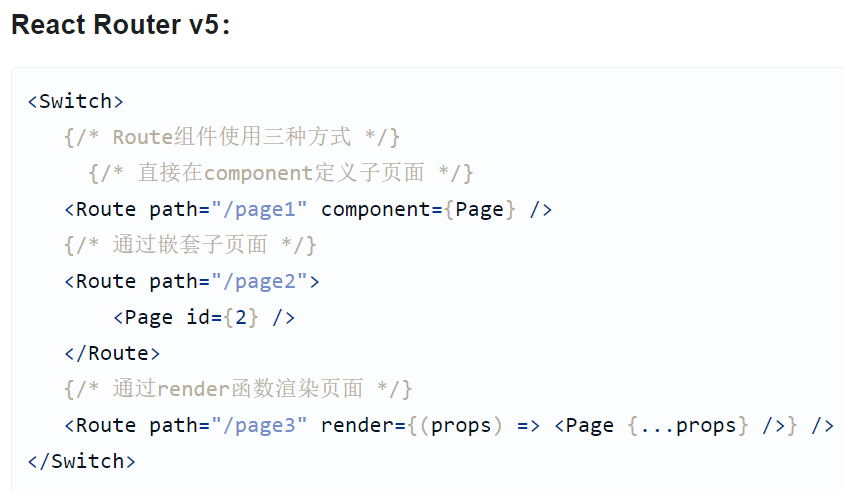 React Router v5：
<Switch>
{/* Route组件使用三种方式 */}
{/* 直接在component定义子页面 */}
<Route path="/page1" component={Page} />
{/* 通过嵌套子页面 */}
<Route path="/page2">
<Page id={2} />
</Route>
{/* 通过render函数渲染页面 */}
<Route path="/page3" render={(props) => <Page {...props} />} />
</Switch>